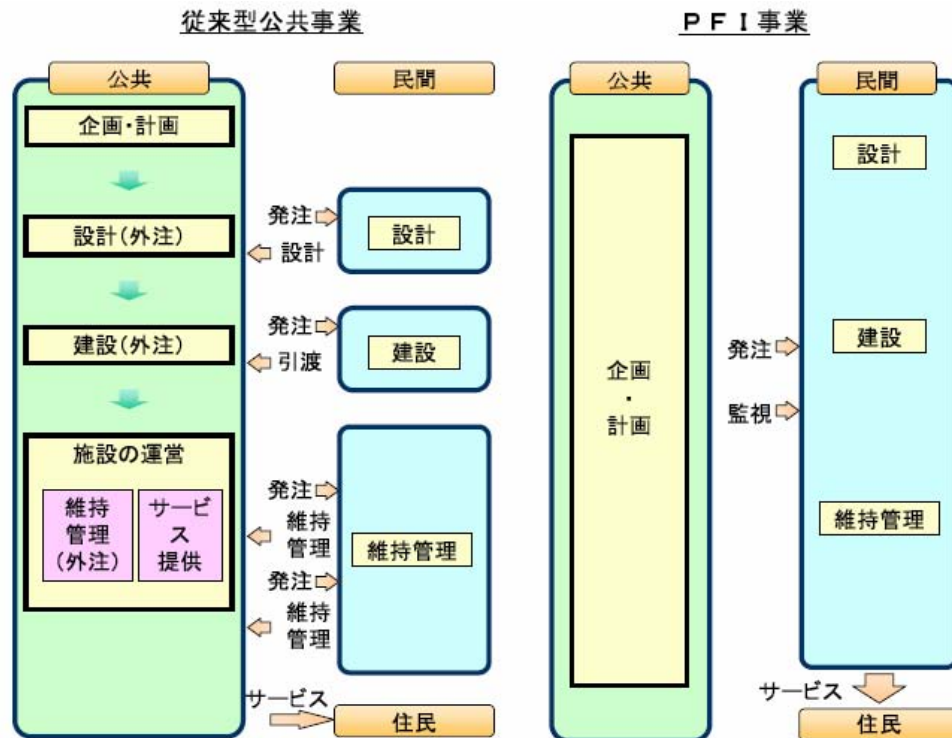 従来型公共事業
公共
民間
企画・計画
設計(外注)
発注
設計
設計
建設(外注)
発注
引渡
建設
施設の運営
維持
管理
(外注)
サービ
ス
提供
発注
維持
管理
発注
維持
管理
維持管理
サービス
住民
ＰＦＩ事業
公共
民間
企画
・
計画
発注
監視
設計
建設
維持管理
サービス
住民